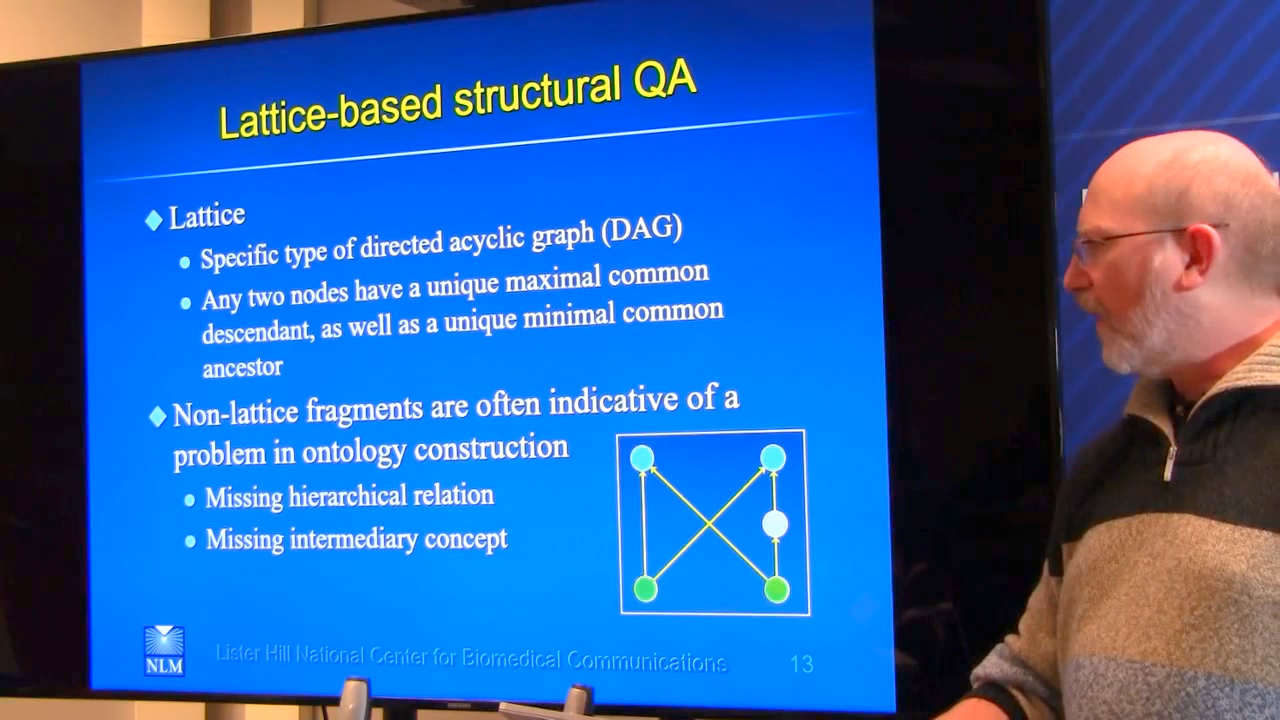 Lattice-based structural QA
Lattice
Specific type of directed acyclic graph (DAG)
Any two nodes have a unique maximal common
descendant, as well as a unique minimal common
ancestor
Non-lattice fragments are often indicative of a
problem in ontology construction
Missing hierarchical relation
Missing intermediary concept
NLM
Lister Hill National Center for Biomedical Communications
13